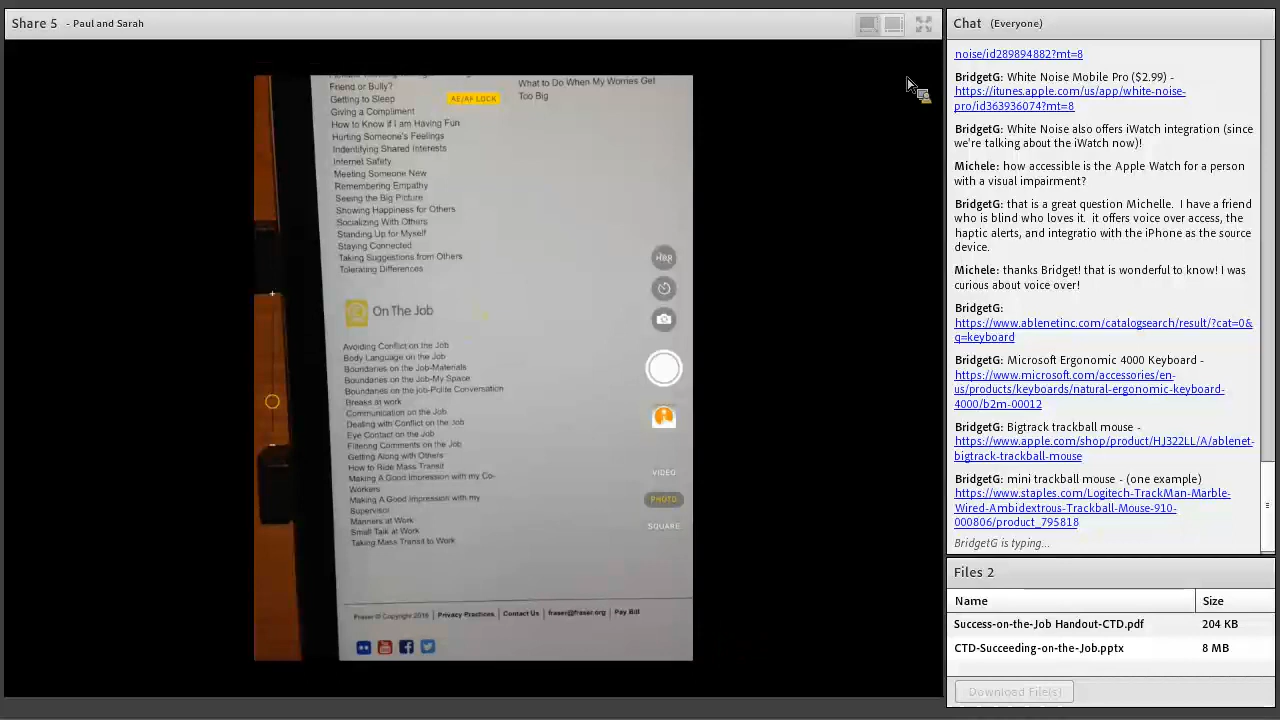 Share 5 - Paul and Sarah
Friend or Bully?
Getting to Sleep
Giving a Compliment
How to Know if I am Having Fun
Hurting Someone's Feelings
Indentifying Shared Interests
Internet Safety
Meeting Someone New
Remembering Empathy
Seeing the Big Picture
Showing Happiness for Others
Socializing With Others
Standing Up for Myself
Staying Connected
Taking Suggestions from Others
Tolerating Differences
What to Do When My Worries Get
Too Big
AE/AF LOCK
On The Job
Avoiding Conflict on the Job
Body Language on the Job
Boundaries on the Job-Materials
Boundaries on the Job-My Space
Boundaries on the job-Polite Conversation
Breaks at work
Communication on the Job
Dealing with Conflict on the Job
Eye Contact on the Job
Filtering Comments on the Job
Getting Along with Others
How to Ride Mass Transit
Making A Good Impression with my Co-
Workers
Making A Good Impression with my
Supervisor
Manners at Work
Small Talk at Work
Taking Mass Transit to Work
Fraser © Copyright 2016 | Privacy Practices | Contact Us | fraser@fraser.org | Pay Bill
HDR
VIDEO
PHOTO
SQUARE
Chat (Everyone)
noise/id289894882?mt=8
BridgetG: White Noise Mobile Pro ($2.99) -
https://itunes.apple.com/us/app/white-noise-
pro/id363936074?mt=8
BridgetG: White Noise also offers iWatch integration (since
we're talking about the iWatch now)!
Michele: how accessible is the Apple Watch for a person
with a visual impairment?
BridgetG: that is a great question, Michelle. I have a friend
who is blind who loves it offers voice over access, the
haptic alerts, and integratio with the iPhone as the source
device.
Michele: thanks Bridget! that is wonderful to know! I was
curious about voice over!
BridgetG:
https://www.ablenetinc.com/catalogsearch/result/?cat=0&
q=keyboard
BridgetG: Microsoft Ergonomic 4000 Keyboard -
https://www.microsoft.com/accessories/en-
us/products/keyboards/natural-ergonomic-keyboard-
4000/b2m-00012
BridgetG: Bigtrack trackball mouse -
https://www.apple.com/shop/product/HJ322LL/A/ablenet-
bigtrack-trackball-mouse
BridgetG: mini trackball mouse - (one example)
https://www.staples.com/Logitech-TrackMan-Marble-
Wired-Ambidextrous-Trackball-Mouse-910-
000806/product_795818
BridgetG is typing...
Files 2
Name Size
Success-on-the-Job Handout-CTD.pdf 204 KB
CTD-Succeeding-on-the-Job.pptx 8 MB
Download File(s)